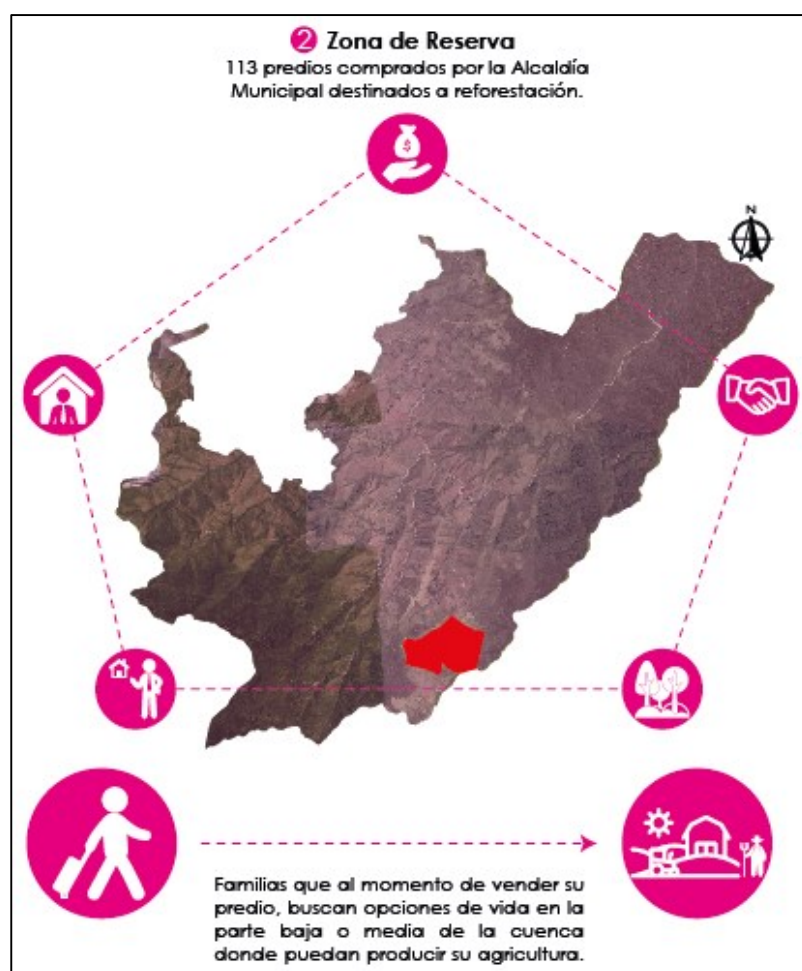 2 Zona de Reserva
113 predios comprados por la Alcaldía
Municipal destinados a reforestación.
$
N
Familias que al momento de vender su
predio, buscan opciones de vida en la
parte baja o media de la cuenca
donde puedan producir su agricultura.